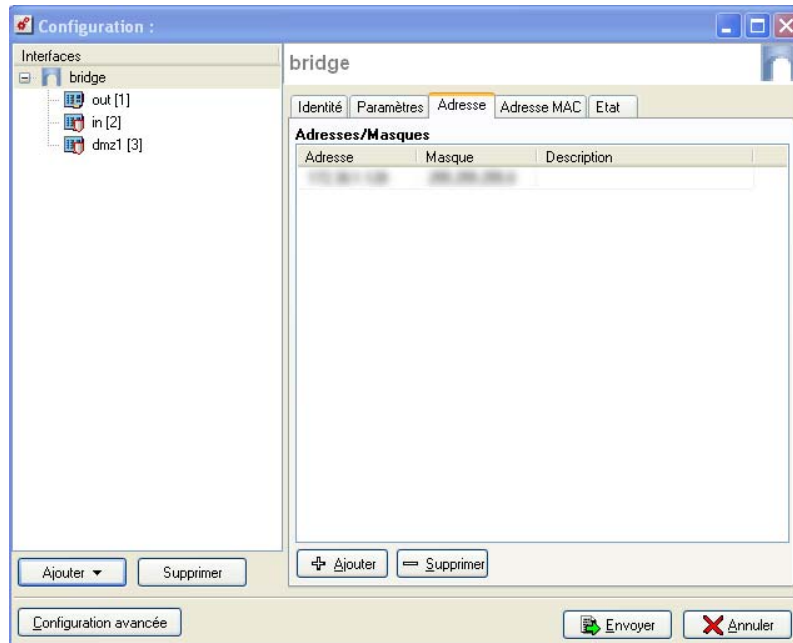 Configuration :
Interfaces
bridge
out [1]
in [2]
dmz1 [3]
Ajouter
Supprimer
bridge
Identité Paramètres Adresse Adresse MAC Etat
Adresses/Masques
Adresse Masque Description
Ajouter Supprimer
Configuration avancée
Envoyer Annuler